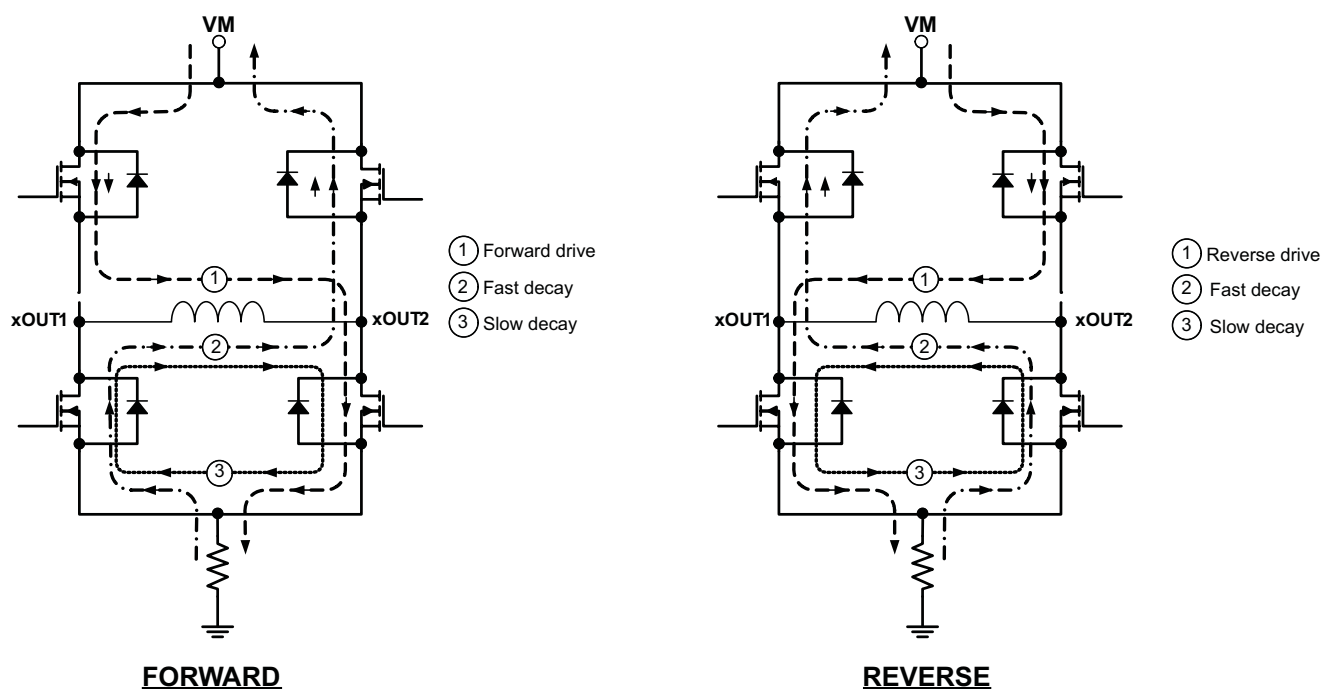 VM
1
xOUT1
xOUT2
2
3
1 Forward drive
2 Fast decay
3 Slow decay
FORWARD
VM
1
xOUT1
xOUT2
2
3
1 Reverse drive
2 Fast decay
3 Slow decay
REVERSE